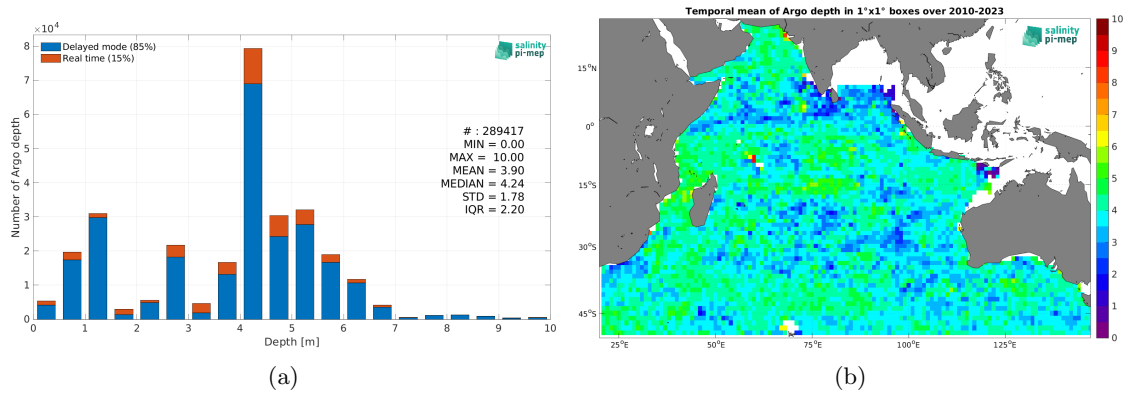 ×10⁴
8
7
6
5
4
3
2
1
0
Number of Argo depth
Delayed mode (85%)
Real time (15%)
salinity
pi-mep
# : 289417
MIN = 0.00
MAX = 10.00
MEAN = 3.90
MEDIAN = 4.24
STD = 1.78
IQR = 2.20
0 1 2 3 4 5 6 7 8 9 10
Depth [m]
(a)
Temporal mean of Argo depth in 1°x1° boxes over 2010-2023
salinity
pi-mep
15°N
0°
15°S
30°S
45°S
25°E 50°E 75°E 100°E 125°E
10
9
8
7
6
5
4
3
2
1
0
(b)